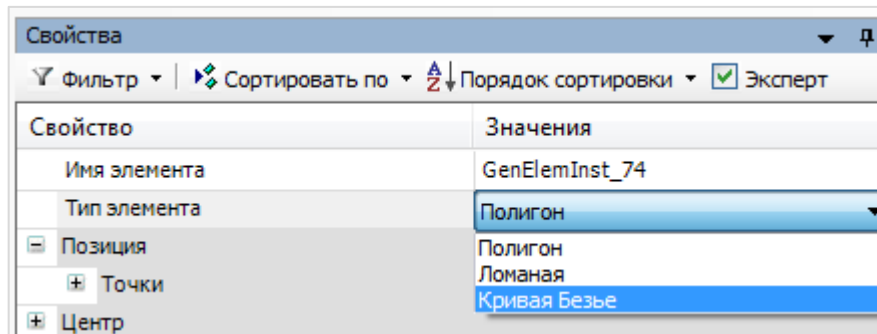 Свойства
Фильтр Сортировать по Порядок сортировки Эксперт
Свойство Значения
Имя элемента GenElemInst_74
Тип элемента Полигон
Позиция Полигон
Точки Ломаная
Кривая Безье
Центр